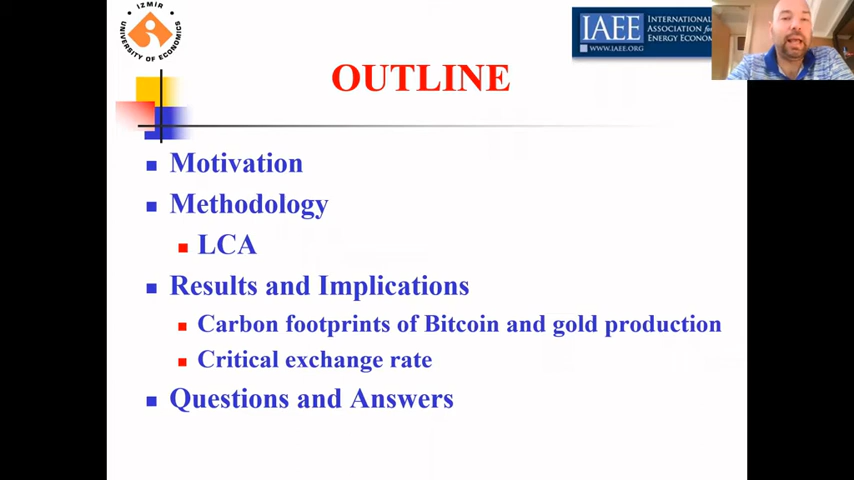 IZMIR
UNIVERSITY OF ECONOMICS
IAEE
INTERNATIONAL
ASSOCIATION for
ENERGY ECONOM
WWW.IAEE.ORG
OUTLINE
Motivation
Methodology
LCA
Results and Implications
Carbon footprints of Bitcoin and gold production
Critical exchange rate
Questions and Answers